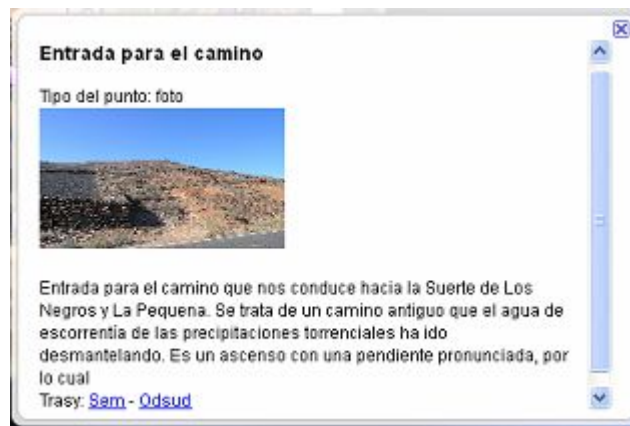 Entrada para el camino
Tipo del punto: foto
Entrada para el camino que nos conduce hacia la Suerte de Los
Negros y La Pequena. Se trata de un camino antiguo que el agua de
escorrentía de las precipitaciones torrenciales ha ido
desmantelando. Es un ascenso con una pendiente pronunciada, por
lo cual
Trasy: Sem - Odsud